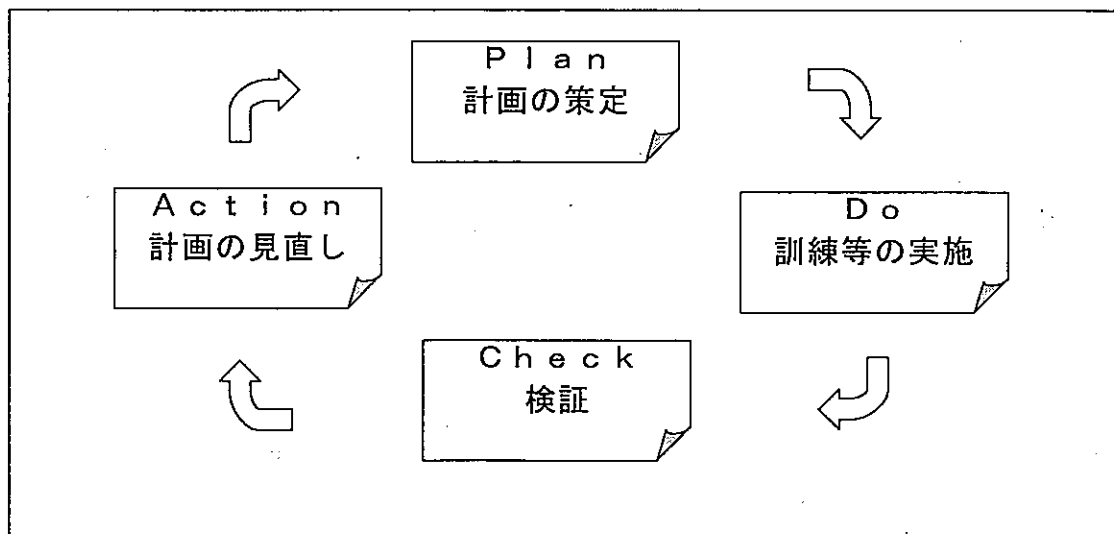 Ｐｌａｎ
計画の策定
Ａｃｔｉｏｎ
計画の見直し
Ｄｏ
訓練等の実施
Ｃｈｅｃｋ
検証